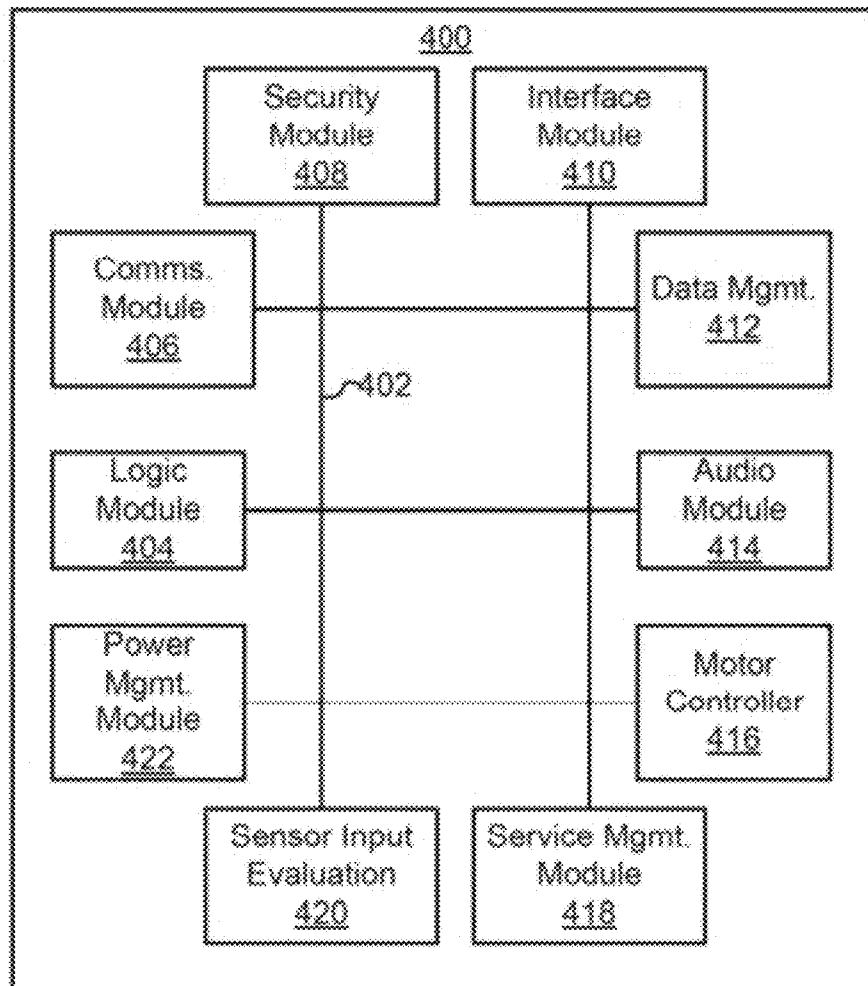 400
Security
Module
408
Interface
Module
410
Comms.
Module
406
Data Mgmt.
412
402
Logic
Module
404
Audio
Module
414
Power
Mgmt.
Module
422
Motor
Controller
416
Sensor Input
Evaluation
420
Service Mgmt.
Module
418